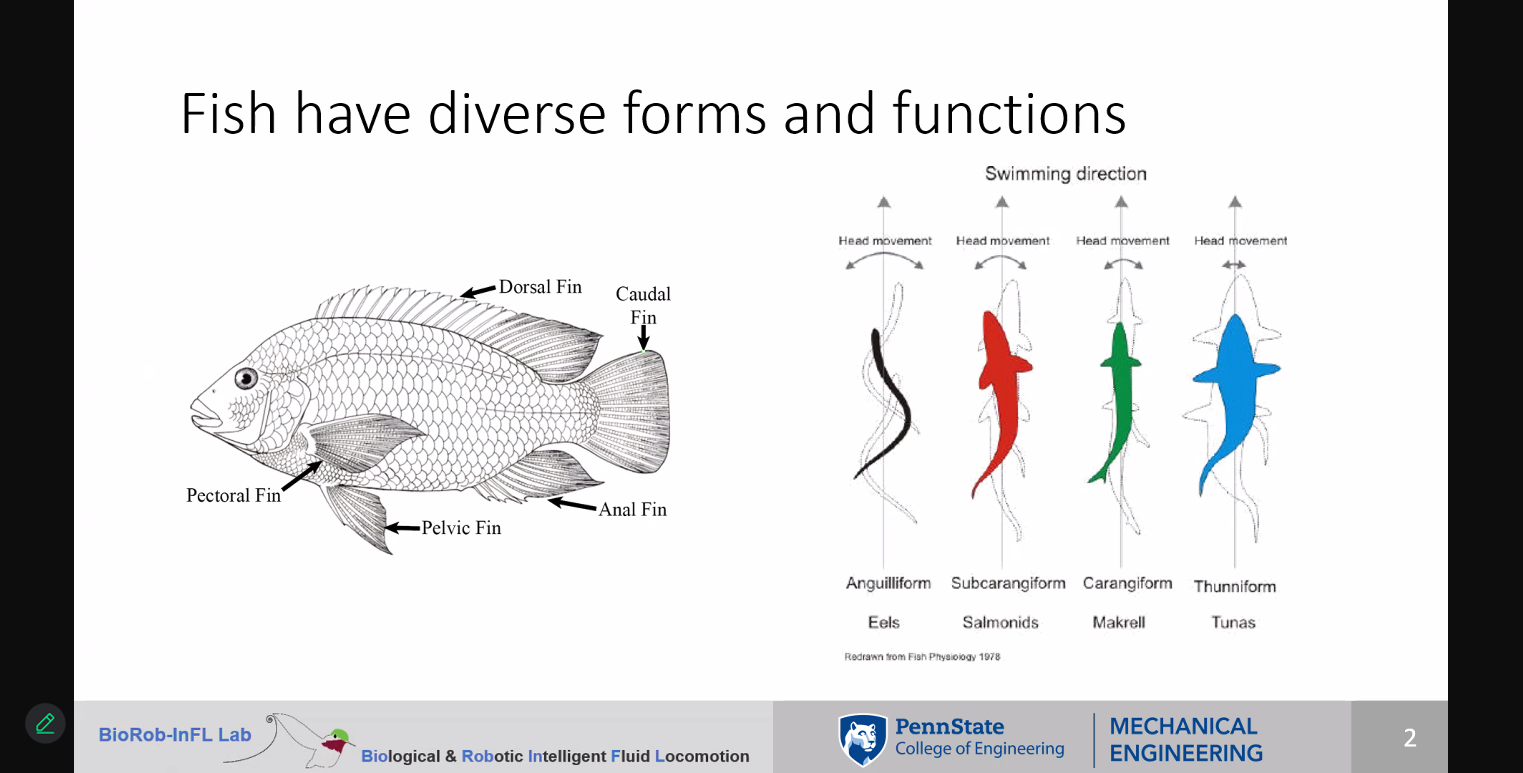 Fish have diverse forms and functions
Dorsal Fin
Caudal
Fin
Pectoral Fin
Pelvic Fin
Anal Fin
Swimming direction
Head movement
Head movement
Head movement
Head movement
Anguilliform
Subcarangiform
Carangiform
Thunniform
Eels
Salmonids
Makrell
Tunas
Redrawn from Fish Physiology 1978
BioRob-InFL Lab
Biological & Robotic Intelligent Fluid Locomotion
PennState
College of Engineering
MECHANICAL
ENGINEERING
2